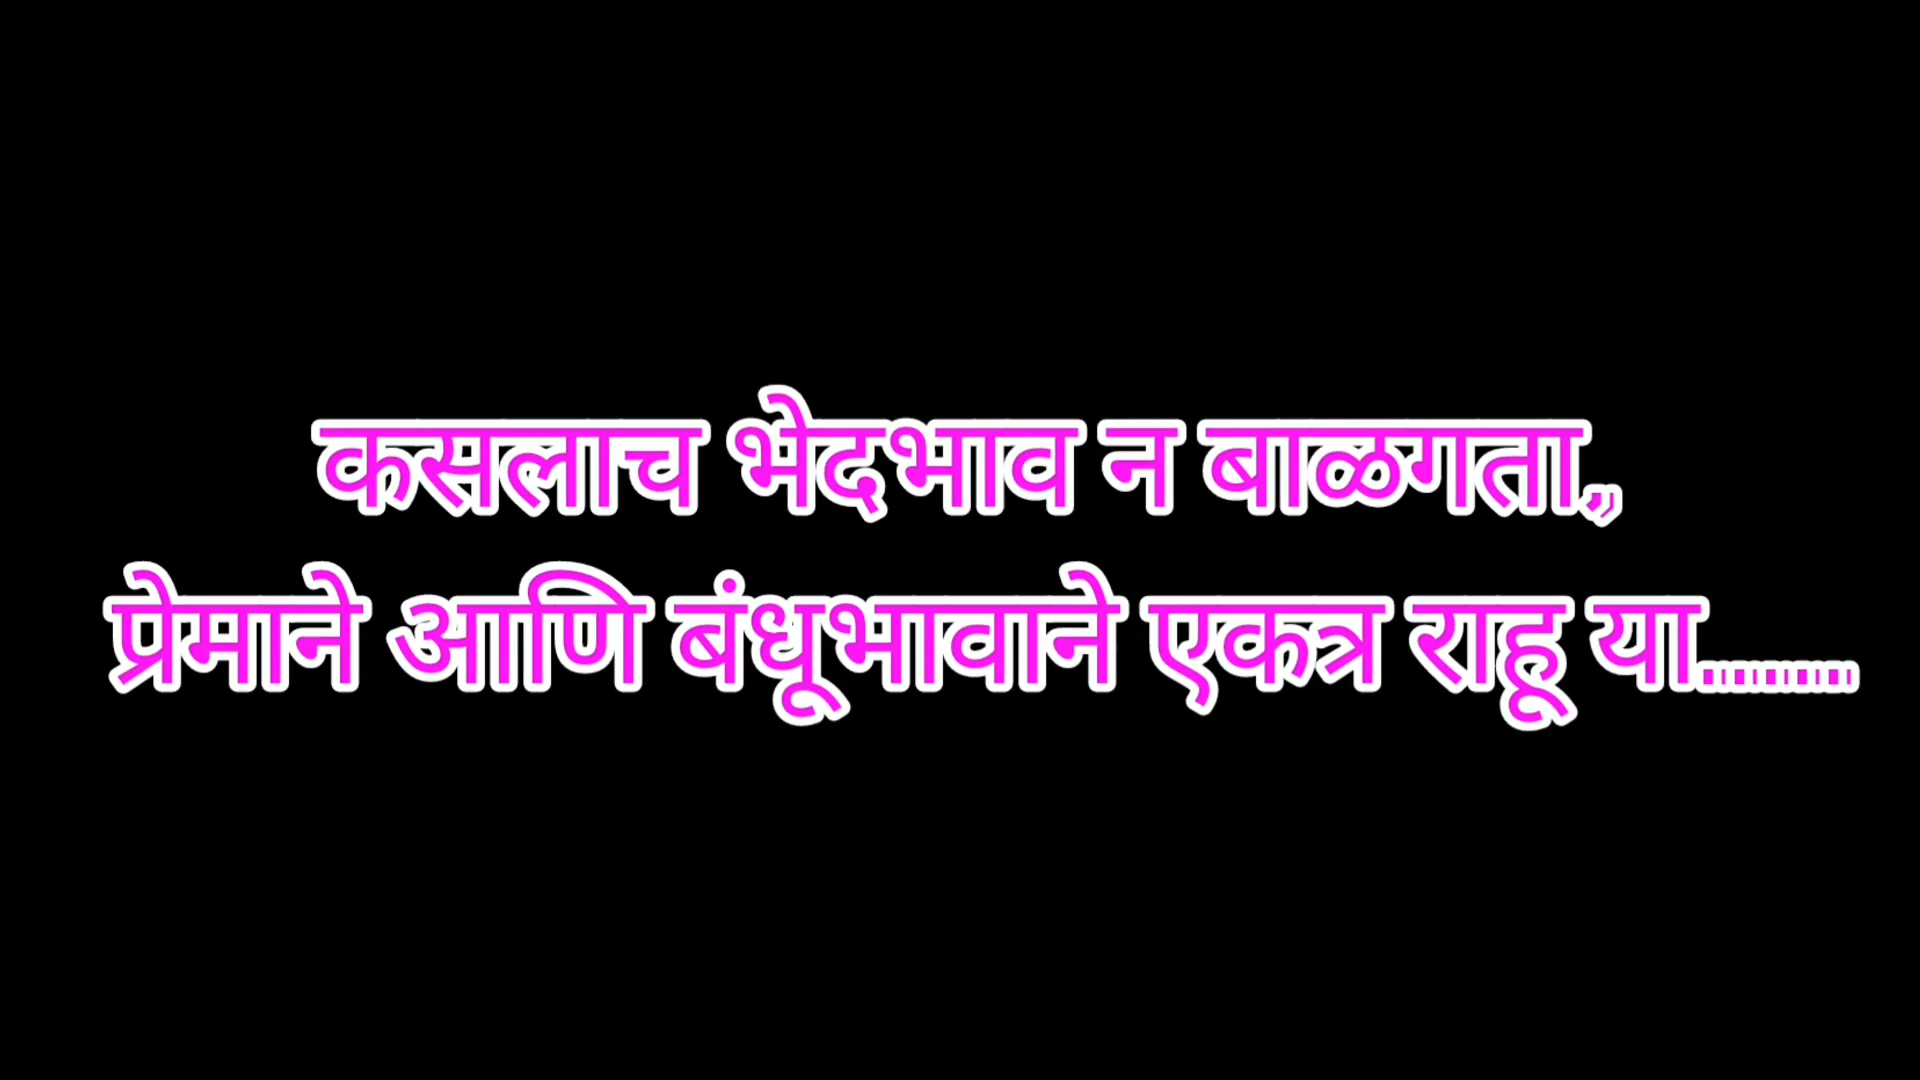 कसलाच भेदभाव न बाळगता,,
प्रेमाने आणि बंधूभावाने एकत्र राहू या..........